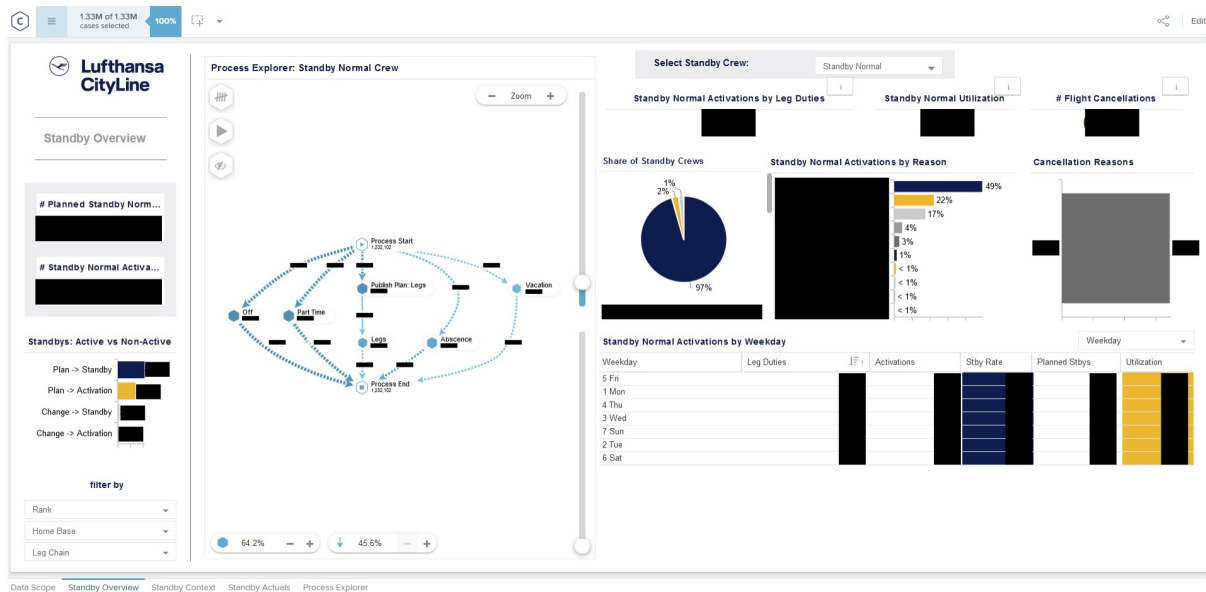 C
1.33M of 1.33M
cases selected
100%
Edit
Lufthansa
CityLine
Standby Overview
# Planned Standby Norm...
# Standby Normal Activa...
Standbys: Active vs Non-Active
Plan -> Standby
Plan -> Activation
Change -> Standby
Change -> Activation
filter by
Rank
Home Base
Leg Chain
Process Explorer: Standby Normal Crew
− Zoom +
Process Start
1,232,102
Publish Plan: Legs
Vacation
Off
Part Time
Legs
Abscence
Process End
1,232,102
64.2% − +
45.6% − +
Select Standby Crew:
Standby Normal
i
i
i
Standby Normal Activations by Leg Duties
Standby Normal Utilization
# Flight Cancellations
Share of Standby Crews
1%
2%
97%
Standby Normal Activations by Reason
49%
22%
17%
4%
3%
1%
< 1%
< 1%
< 1%
< 1%
Cancellation Reasons
Standby Normal Activations by Weekday
Weekday
Weekday Leg Duties 1 Activations Stby Rate Planned Stbys Utilization
5 Fri
1 Mon
4 Thu
3 Wed
7 Sun
2 Tue
6 Sat
Data Scope Standby Overview Standby Context Standby Actuals Process Explorer